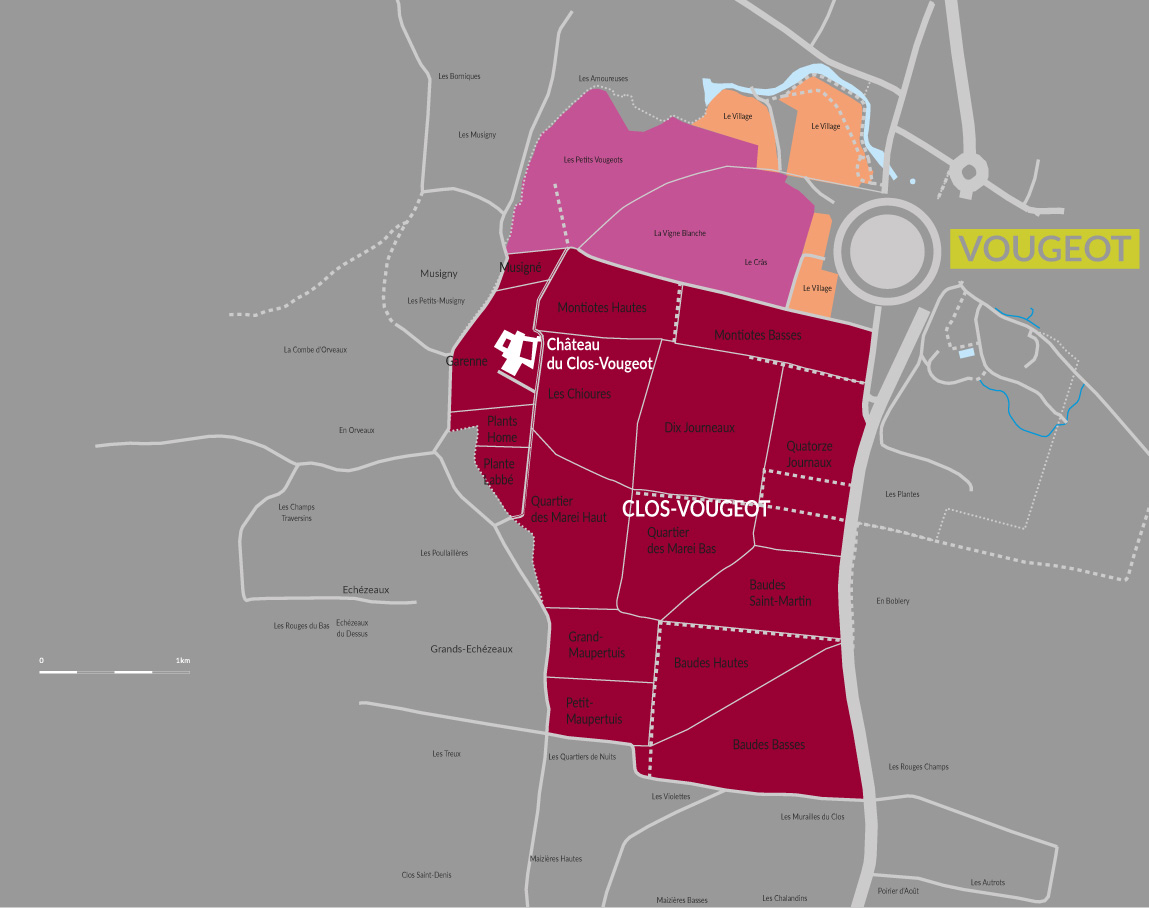 Les Borniques
Les Amoureuses
Le Village
Le Village
Les Musigny
Les Petits Vougeots
La Vigne Blanche
VOUGEOT
Le Crâs
Musigné
Musigny
Le Village
Les Petits-Musigny
Montiotes Hautes
Montiotes Basses
Château
du Clos-Vougeot
La Combe d'Orveaux
Garenne
Les Chioures
Plants
Home
Dix Journeaux
En Orveaux
Quatorze
Journaux
Plante
Labbé
Les Plantes
Quartier
des Marei Haut
CLOS-VOUGEOT
Les Champs
Traversins
Quartier
des Marei Bas
Les Poullaillères
Echézeaux
Baudes
Saint-Martin
En Boblery
Les Rouges du Bas
Echézeaux
du Dessus
Grands-Echézeaux
Grand-
Maupertuis
Baudes Hautes
0
1km
Petit-
Maupertuis
Baudes Basses
Les Treux
Les Quartiers de Nuits
Les Rouges Champs
Les Violettes
Les Murailles du Clos
Maizières Hautes
Clos Saint-Denis
Les Autrots
Poirier d'Août
Maizières Basses
Les Chalandins